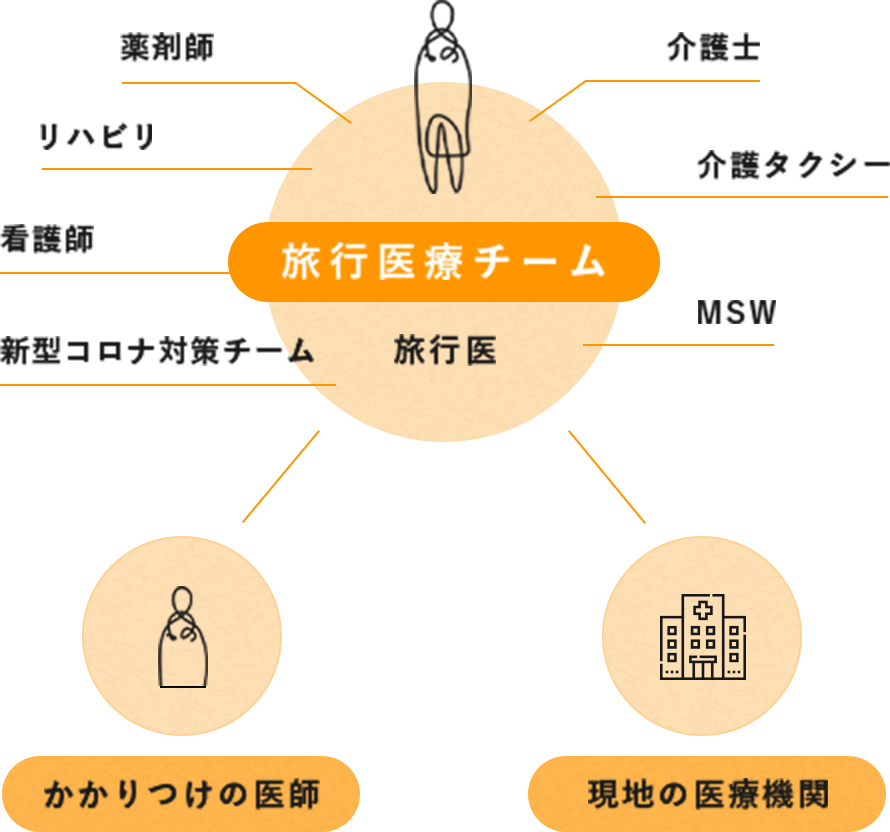 薬剤師
介護士
リハビリ
介護タクシー
看護師
旅行医療チーム
MSW
新型コロナ対策チーム
旅行医
かかりつけの医師
現地の医療機関